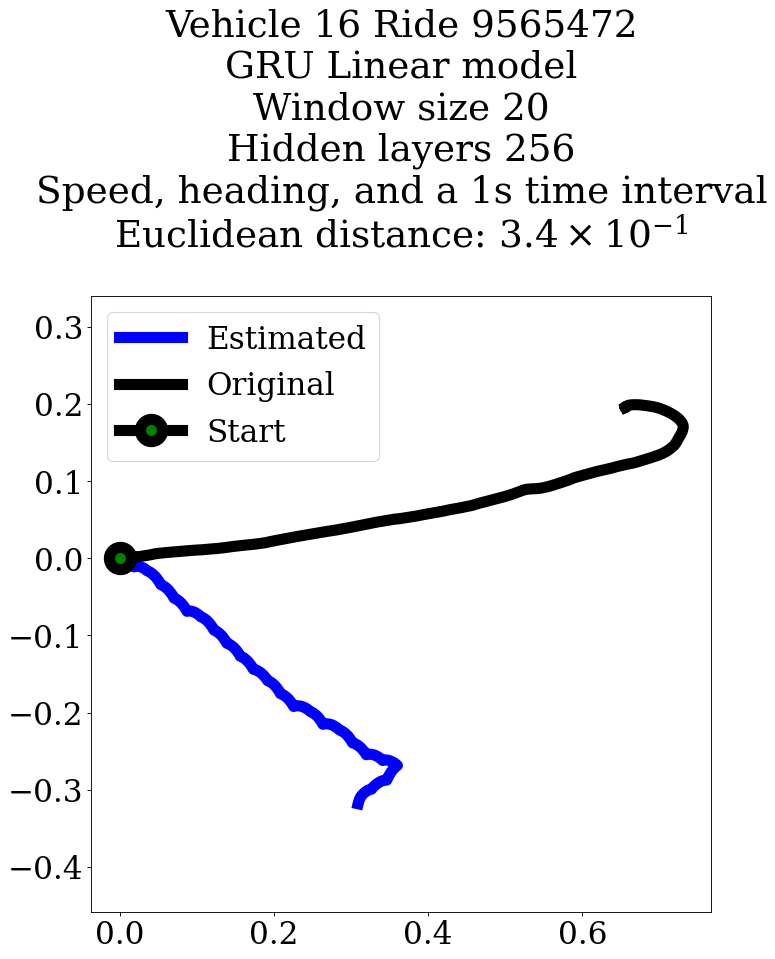 Vehicle 16 Ride 9565472
GRU Linear model
Window size 20
Hidden layers 256
Speed, heading, and a 1s time interval
Euclidean distance: 3.4 × 10⁻¹
Estimated
Original
Start
0.3
0.2
0.1
0.0
−0.1
−0.2
−0.3
−0.4
0.0 0.2 0.4 0.6